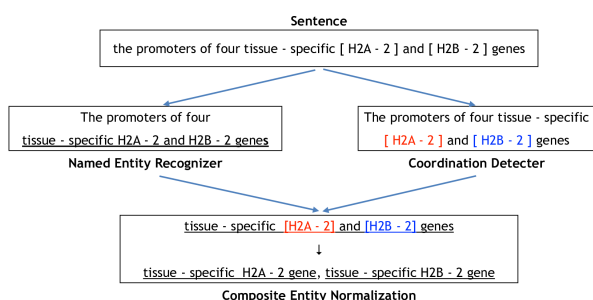 Sentence
the promoters of four tissue - specific [ H2A - 2 ] and [ H2B - 2 ] genes
The promoters of four
tissue - specific H2A - 2 and H2B - 2 genes
Named Entity Recognizer
The promoters of four tissue - specific
[ H2A - 2 ] and [ H2B - 2 ] genes
Coordination Detecter
tissue - specific [H2A - 2] and [H2B - 2] genes
↓
tissue - specific H2A - 2 gene, tissue - specific H2B - 2 gene
Composite Entity Normalization